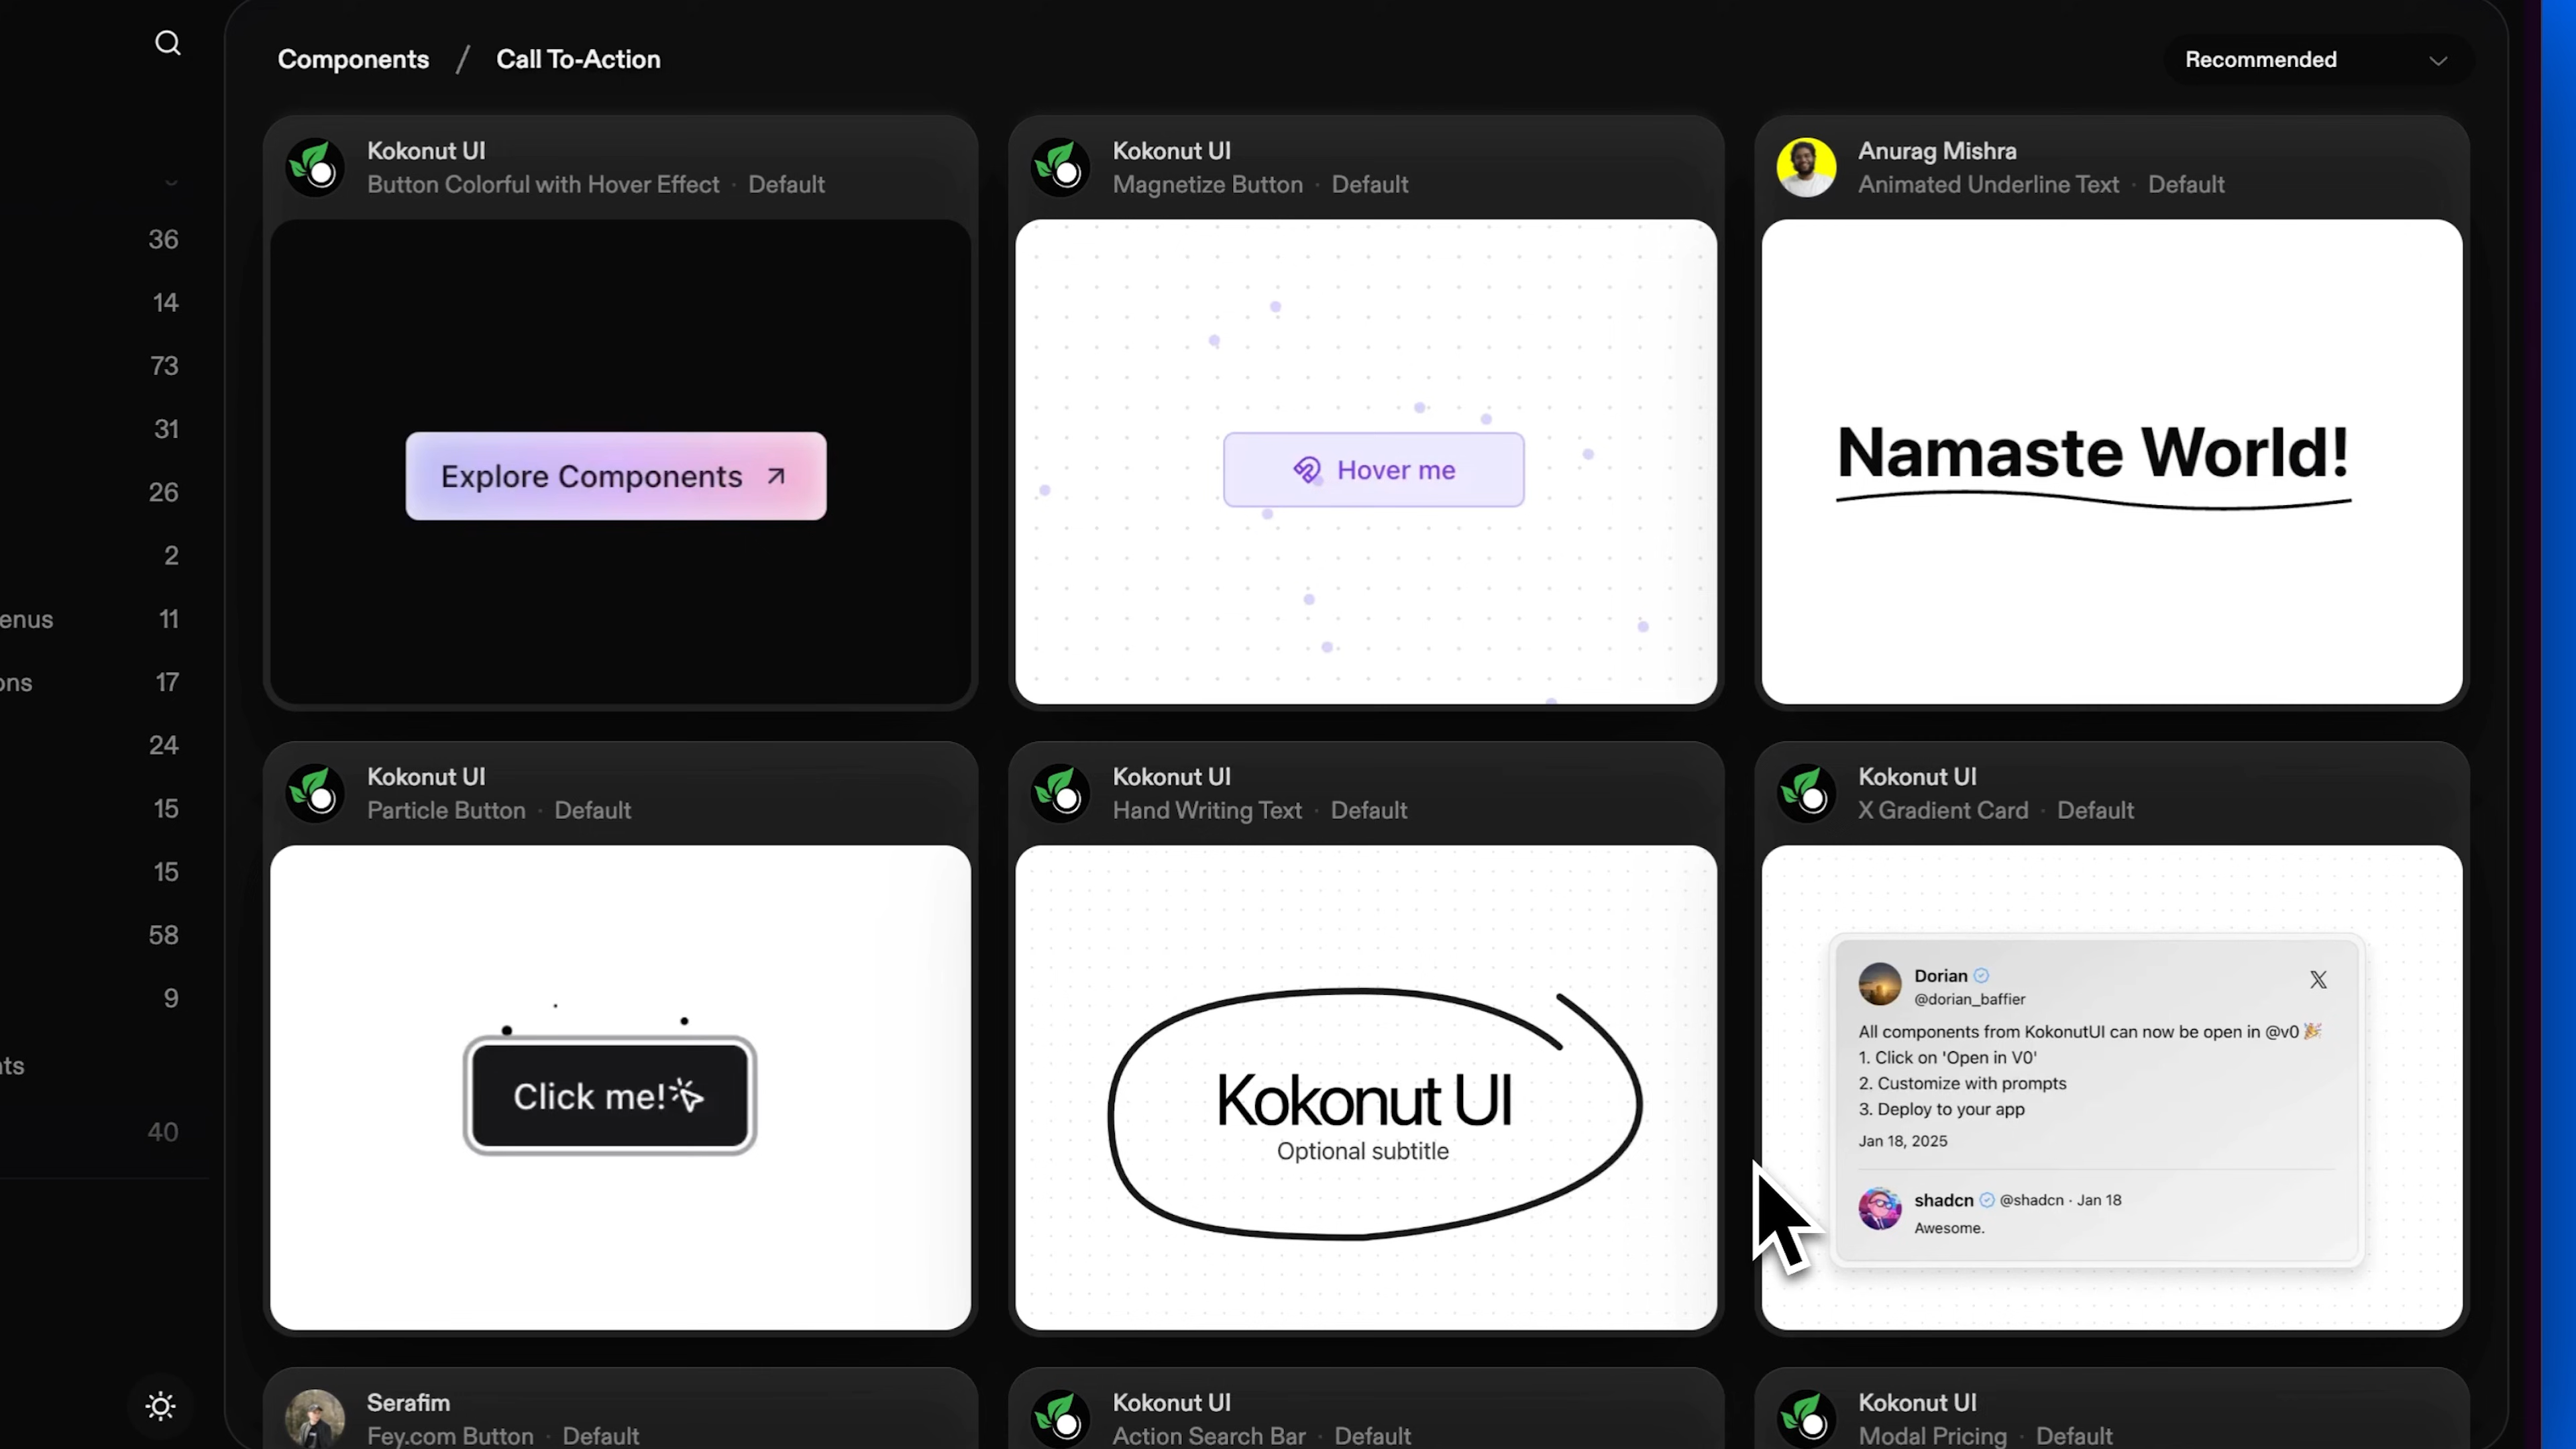 Components / Call To-Action
Recommended
36
14
73
31
26
2
enus 11
ons 17
24
15
15
58
9
ts
40
Kokonut UI
Button Colorful with Hover Effect · Default
Explore Components
Kokonut UI
Magnetize Button · Default
Hover me
Anurag Mishra
Animated Underline Text · Default
Namaste World!
Kokonut UI
Particle Button · Default
Click me!
Kokonut UI
Hand Writing Text · Default
Kokonut UI
Optional subtitle
Kokonut UI
X Gradient Card · Default
Dorian
@dorian_baffier
All components from KokonutUI can now be open in @v0 🎉
1. Click on 'Open in V0'
2. Customize with prompts
3. Deploy to your app
Jan 18, 2025
shadcn @shadcn · Jan 18
Awesome.
Serafim
Fey.com Button · Default
Kokonut UI
Action Search Bar · Default
Kokonut UI
Modal Pricing · Default